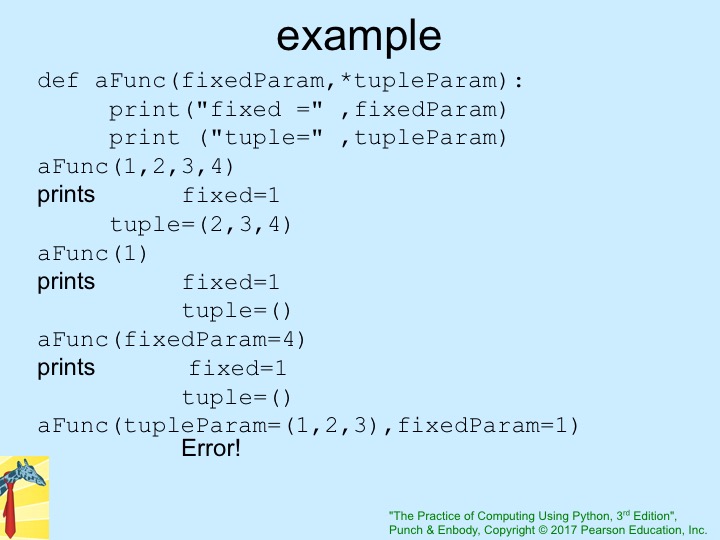 example
def aFunc(fixedParam,*tupleParam):
print("fixed =" ,fixedParam)
print ("tuple=" ,tupleParam)
aFunc(1,2,3,4)
prints fixed=1
tuple=(2,3,4)
aFunc(1)
prints fixed=1
tuple=()
aFunc(fixedParam=4)
prints fixed=1
tuple=()
aFunc(tupleParam=(1,2,3),fixedParam=1)
Error!
"The Practice of Computing Using Python, 3rd Edition",
Punch & Enbody, Copyright © 2017 Pearson Education, Inc.